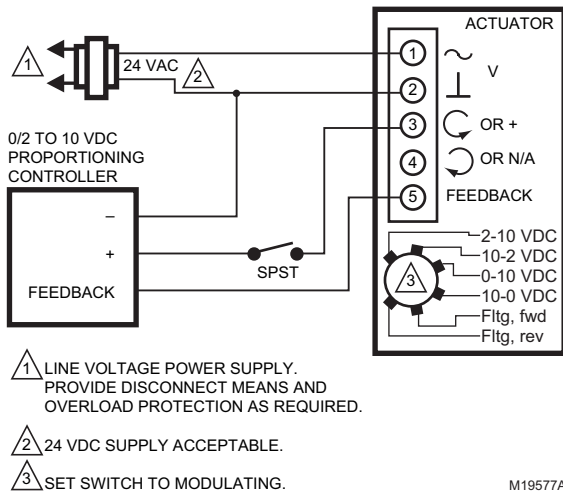 ACTUATOR
1
24 VAC
2
1
V
2
3
OR +
0/2 TO 10 VDC
PROPORTIONING
CONTROLLER
4
OR N/A
5
FEEDBACK
–
+
SPST
FEEDBACK
2-10 VDC
10-2 VDC
0-10 VDC
10-0 VDC
Fltg, fwd
Fltg, rev
3
1 LINE VOLTAGE POWER SUPPLY.
PROVIDE DISCONNECT MEANS AND
OVERLOAD PROTECTION AS REQUIRED.
2 24 VDC SUPPLY ACCEPTABLE.
3 SET SWITCH TO MODULATING.
M19577A